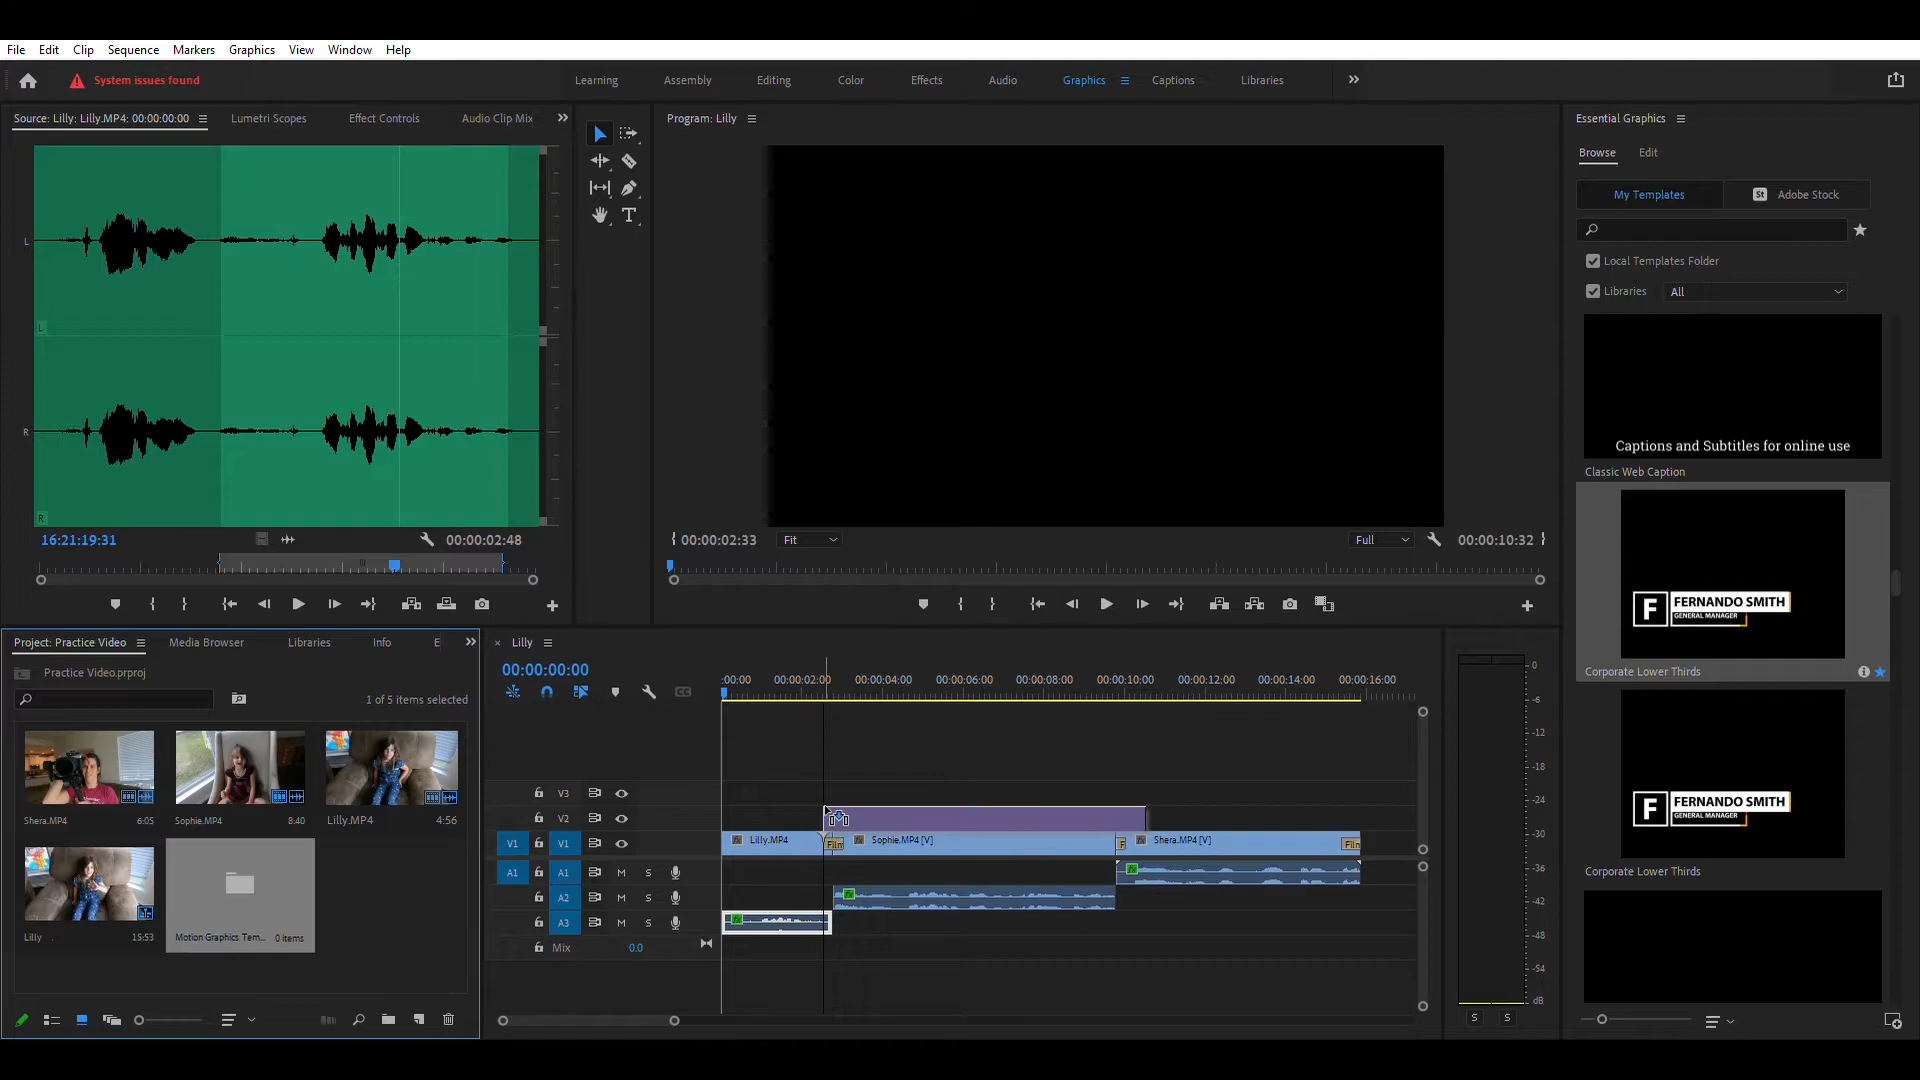 File Edit Clip Sequence Markers Graphics View Window Help
System issues found
Learning Assembly Editing Color Effects Audio Graphics Captions Libraries
Source: Lilly: Lilly.MP4: 00:00:00:00 Lumetri Scopes Effect Controls Audio Clip Mix
Program: Lilly
Essential Graphics
Browse Edit
My Templates St Adobe Stock
Local Templates Folder
Libraries All
L
L
R
R
Captions and Subtitles for online use
Classic Web Caption
F FERNANDO SMITH
GENERAL MANAGER
Corporate Lower Thirds
F FERNANDO SMITH
GENERAL MANAGER
Corporate Lower Thirds
16:21:19:31 00:00:02:48
00:00:02:33 Fit Full 00:00:10:32
Project: Practice Video Media Browser Libraries Info E
Practice Video.prproj
1 of 5 items selected
Shera.MP4 6:05
Sophie.MP4 8:40
Lilly.MP4 4:56
Lilly 15:53
Motion Graphics Tem... 0 items
Lilly
00:00:00:00
:00:00 00:00:02:00 00:00:04:00 00:00:06:00 00:00:08:00 00:00:10:00 00:00:12:00 00:00:14:00 00:00:16:00
V3
V2
V1 V1 fx Lilly.MP4 Film fx Sophie.MP4 [V] F fx Shera.MP4 [V] Film
A1 A1 M S fx
A2 M S fx
A3 M S fx
Mix 0.0
0
-6
-12
-18
-24
-30
-36
-42
-48
-54
dB
S S